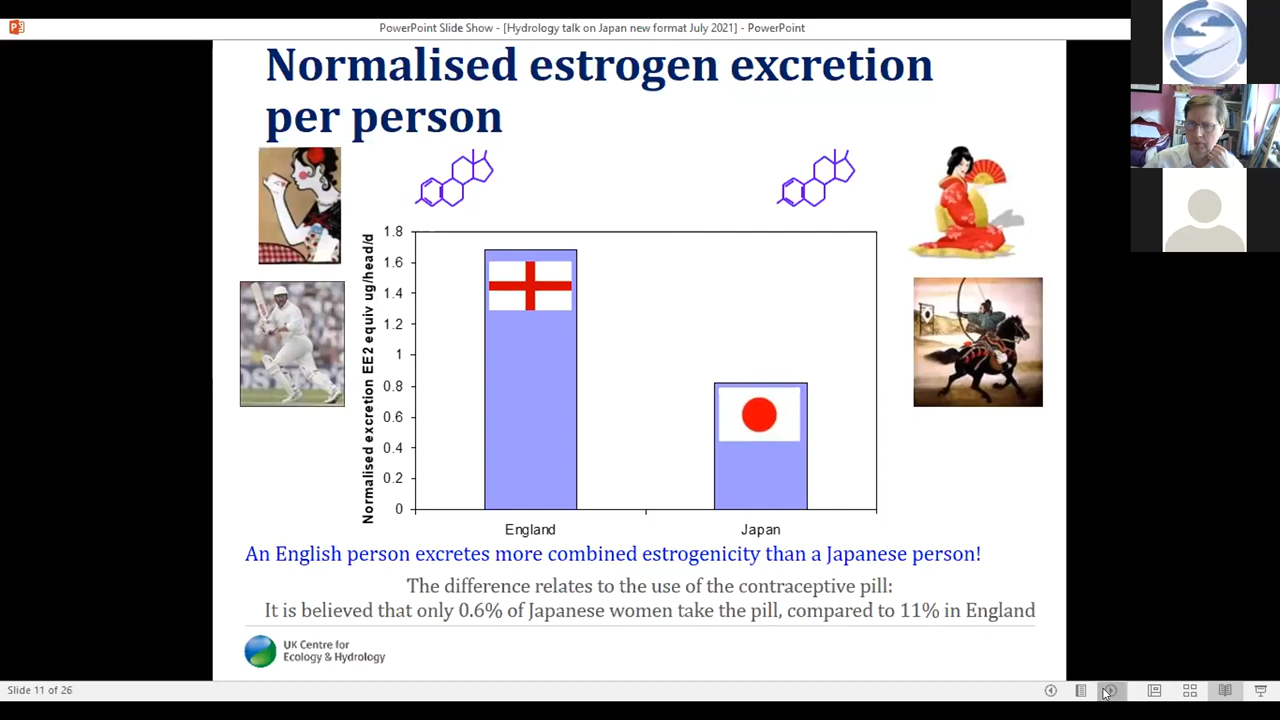 PowerPoint Slide Show - [Hydrology talk on Japan new format July 2021] - PowerPoint
Normalised estrogen excretion
per person
Normalised excretion EE2 equiv ug/head/d
1.8
1.6
1.4
1.2
1
0.8
0.6
0.4
0.2
0
England
Japan
An English person excretes more combined estrogenicity than a Japanese person!
The difference relates to the use of the contraceptive pill:
It is believed that only 0.6% of Japanese women take the pill, compared to 11% in England
UK Centre for
Ecology & Hydrology
Slide 11 of 26